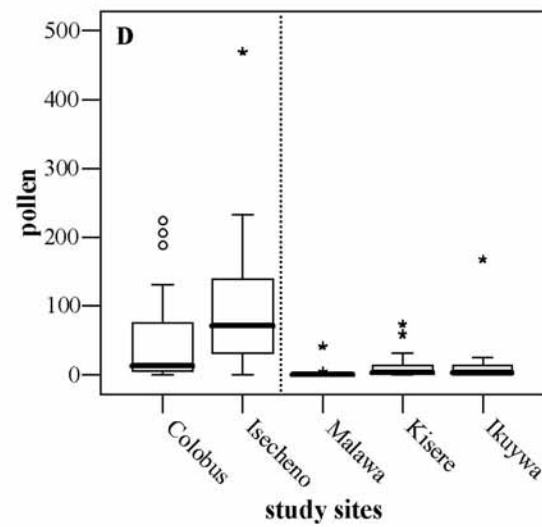 D
500
400
300
200
100
0
pollen
Colobus
Isecheno
Malawa
Kisere
Ikuywa
study sites